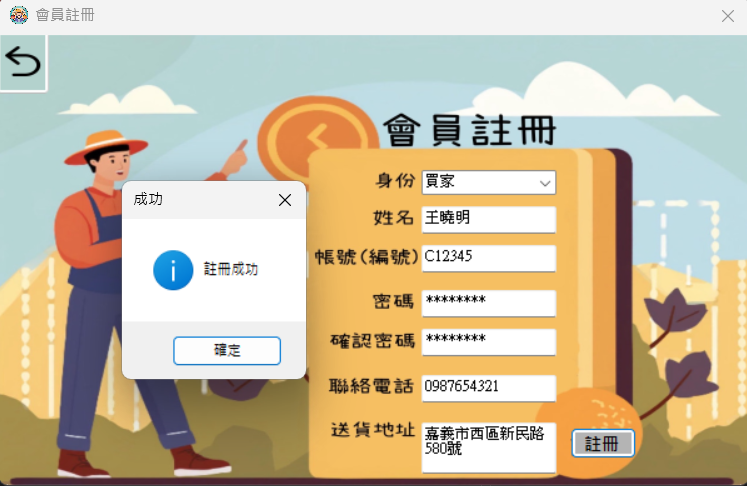 會員註冊
會員註冊
身份 買家
姓名 王曉明
帳號(編號) C12345
密碼 ********
確認密碼 ********
聯絡電話 0987654321
送貨地址 嘉義市西區新民路
580號
註冊
成功
註冊成功
確定